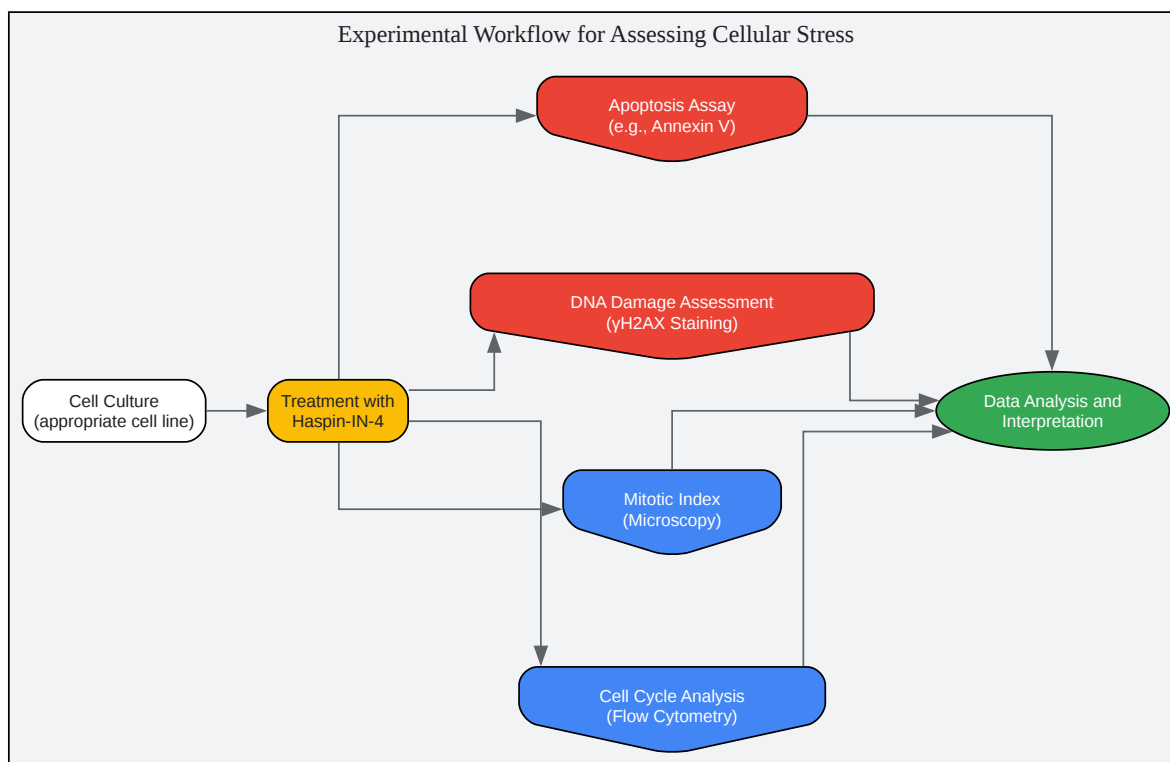 Experimental Workflow for Assessing Cellular Stress
Apoptosis Assay
(e.g., Annexin V)
DNA Damage Assessment
(γH2AX Staining)
Cell Culture
(appropriate cell line)
Treatment with
Haspin-IN-4
Data Analysis and
Interpretation
Mitotic Index
(Microscopy)
Cell Cycle Analysis
(Flow Cytometry)